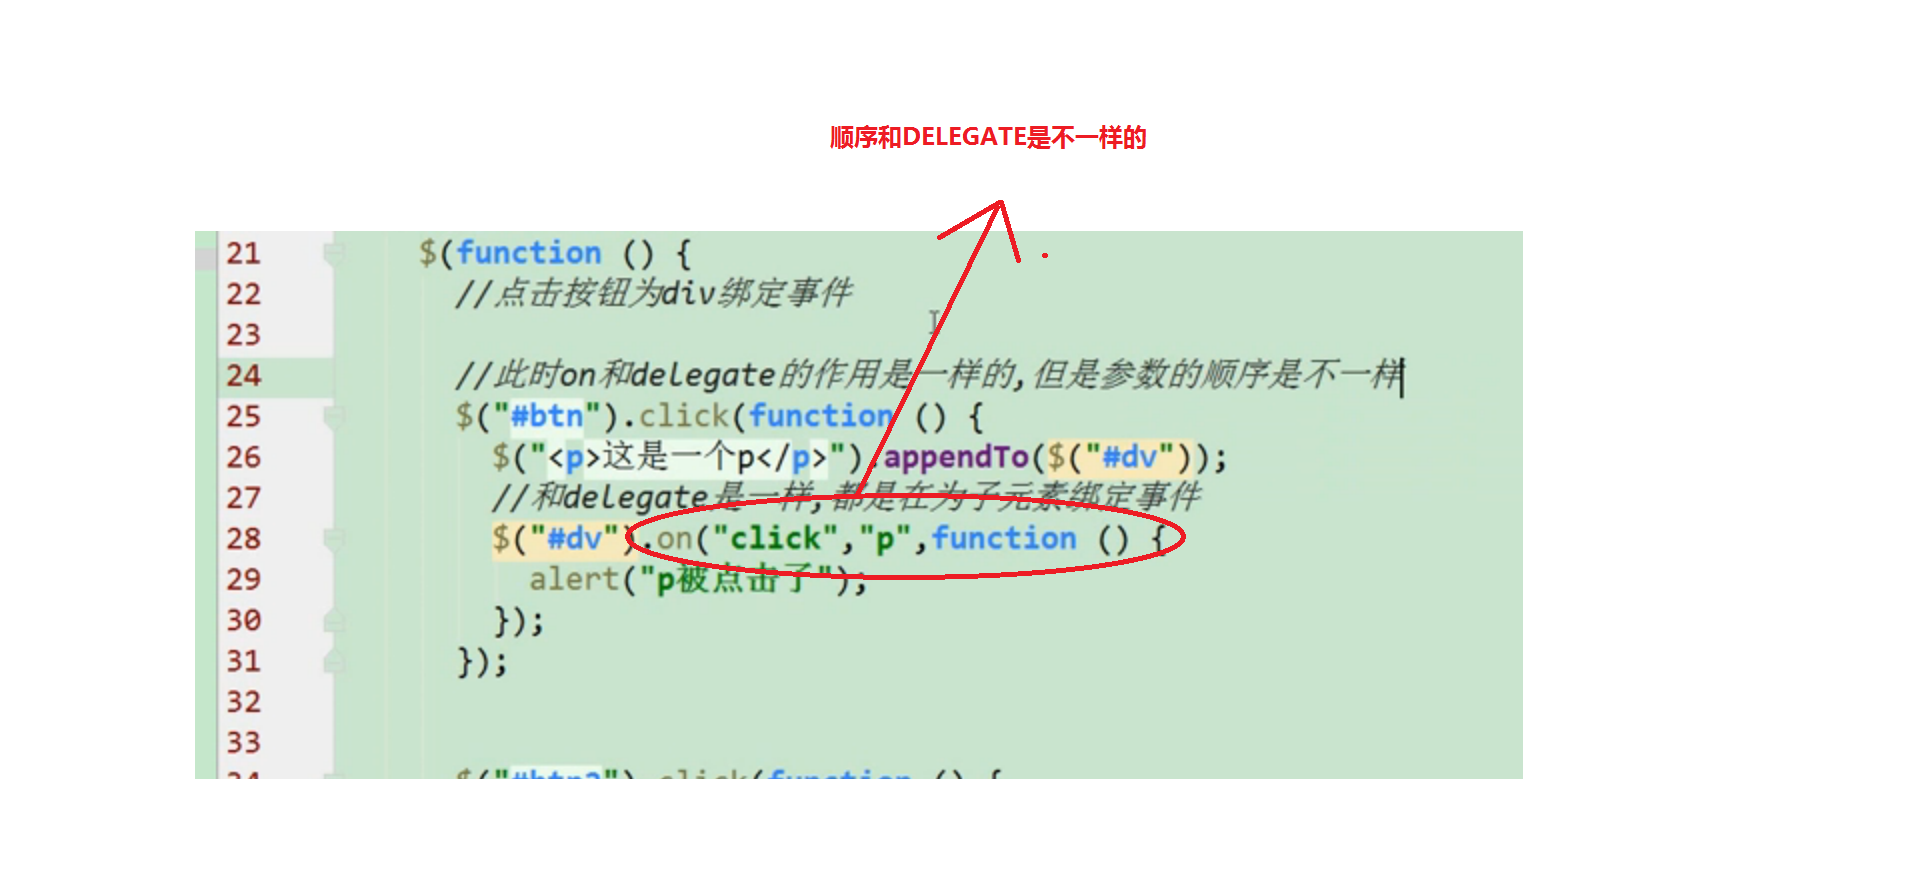 顺序和DELEGATE是不一样的
21 $(function () {
22 //点击按钮为div绑定事件
23
24 //此时on和delegate的作用是一样的,但是参数的顺序是不一样
25 $("#btn").click(function () {
26 $("<p>这是一个p</p>").appendTo($("#dv"));
27 //和delegate是一样,都是在为子元素绑定事件
28 $("#dv").on("click","p",function () {
29 alert("p被点击了");
30 });
31 });
32
33
34 $("#btn2").click(function () {